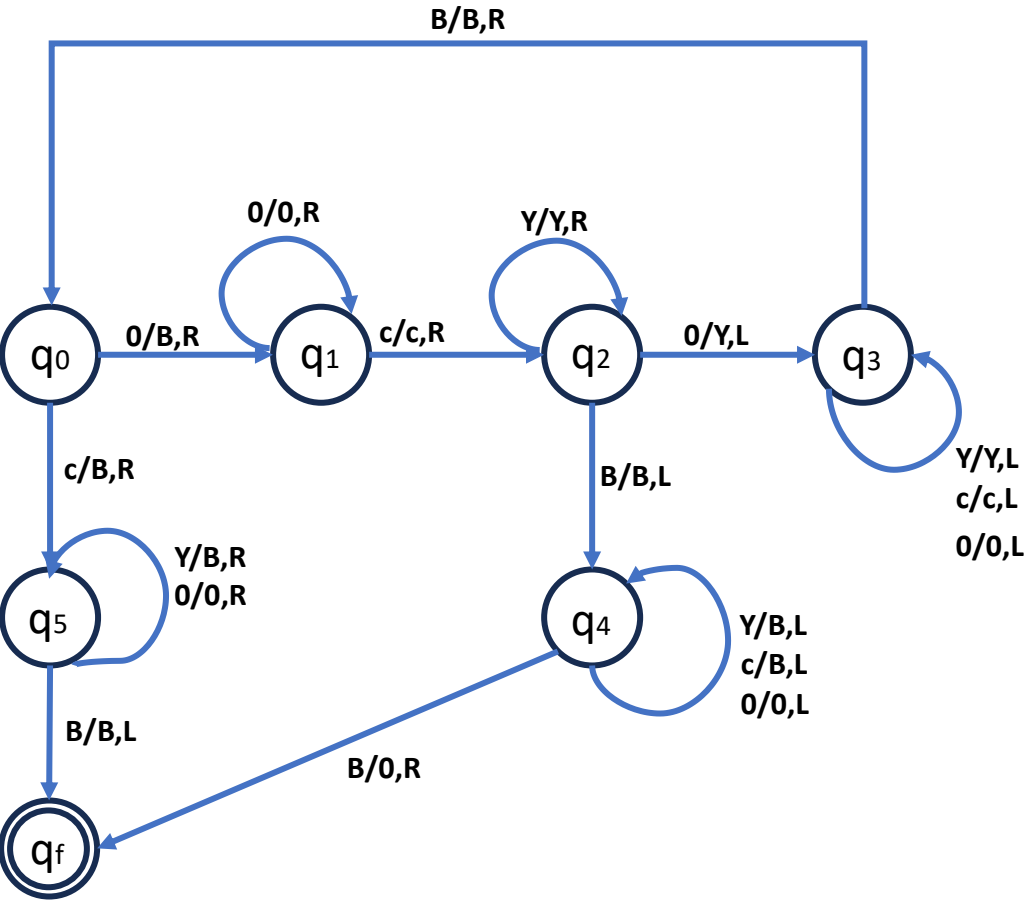 B/B,R
0/0,R
Y/Y,R
q0
0/B,R
q1
c/c,R
q2
0/Y,L
q3
c/B,R
B/B,L
Y/Y,L
c/c,L
0/0,L
q5
Y/B,R
0/0,R
q4
Y/B,L
c/B,L
0/0,L
B/B,L
B/0,R
qf